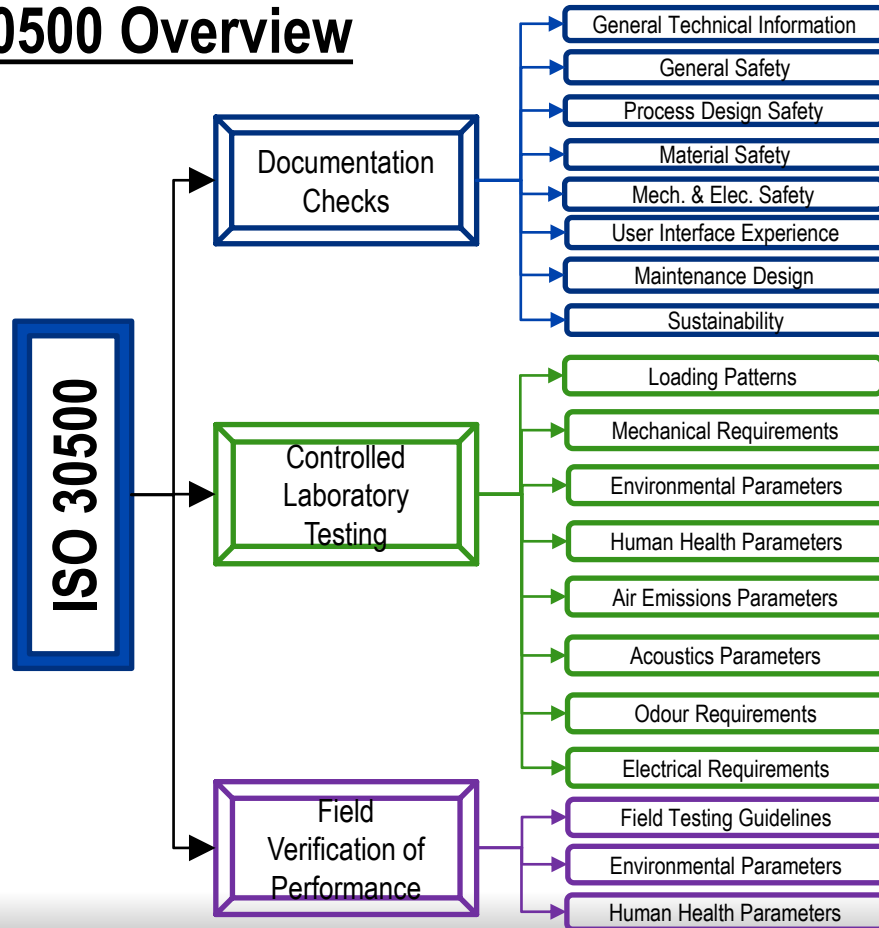 0500 Overview
General Technical Information
General Safety
Process Design Safety
Material Safety
Mech. & Elec. Safety
User Interface Experience
Maintenance Design
Sustainability
Documentation
Checks
ISO 30500
Loading Patterns
Mechanical Requirements
Environmental Parameters
Human Health Parameters
Air Emissions Parameters
Acoustics Parameters
Odour Requirements
Electrical Requirements
Controlled
Laboratory
Testing
Field
Verification of
Performance
Field Testing Guidelines
Environmental Parameters
Human Health Parameters